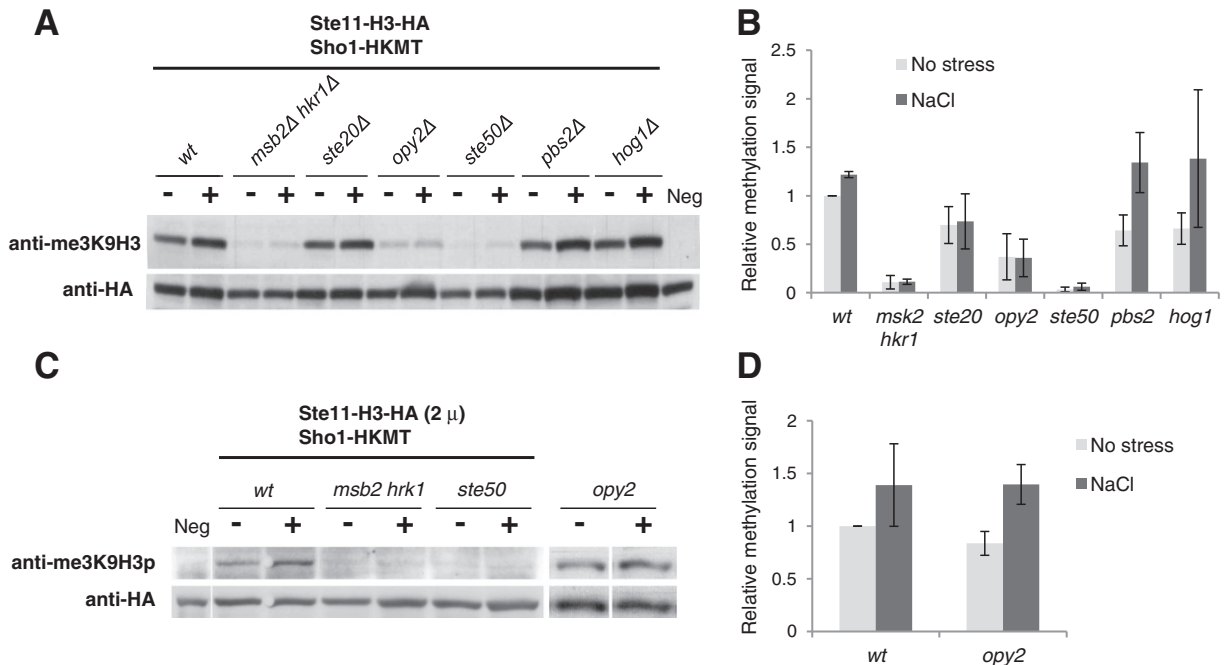 A
Ste11-H3-HA
Sho1-HKMT
wt
msb2Δ hkr1Δ
ste20Δ
opy2Δ
ste50Δ
pbs2Δ
hog1Δ
- + - + - + - + - + - + - + Neg
anti-me3K9H3
anti-HA
B
Relative methylation signal
2.5
2
1.5
1
0.5
0
No stress
NaCl
wt msk2 ste20 opy2 ste50 pbs2 hog1
hkr1
C
Ste11-H3-HA (2 μ)
Sho1-HKMT
wt msb2 hrk1 ste50 opy2
Neg - + - + - + - +
anti-me3K9H3p
anti-HA
D
Relative methylation signal
2
1.5
1
0.5
0
No stress
NaCl
wt opy2